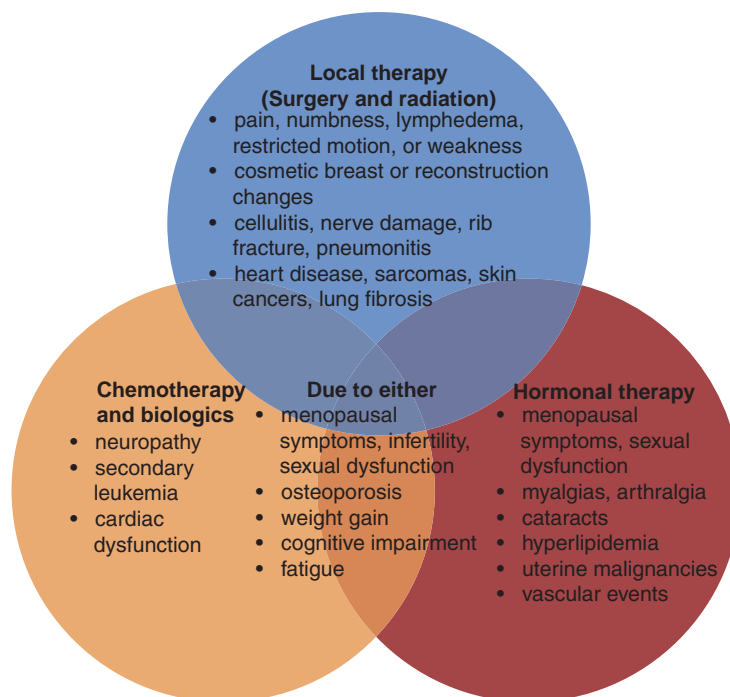 Local therapy
(Surgery and radiation)
• pain, numbness, lymphedema,
restricted motion, or weakness
• cosmetic breast or reconstruction
changes
• cellulitis, nerve damage, rib
fracture, pneumonitis
• heart disease, sarcomas, skin
cancers, lung fibrosis
Chemotherapy
and biologics
• neuropathy
• secondary
leukemia
• cardiac
dysfunction
Due to either
• menopausal
symptoms, infertility,
sexual dysfunction
• osteoporosis
• weight gain
• cognitive impairment
• fatigue
Hormonal therapy
• menopausal
symptoms, sexual
dysfunction
• myalgias, arthralgia
• cataracts
• hyperlipidemia
• uterine malignancies
• vascular events